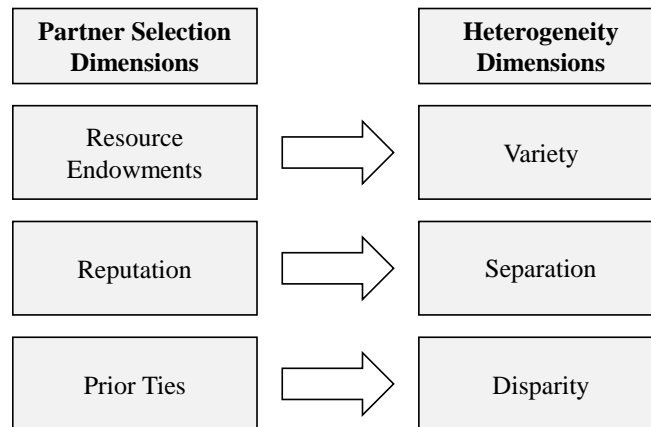 Partner Selection
Dimensions
Heterogeneity
Dimensions
Resource
Endowments
Variety
Reputation
Separation
Prior Ties
Disparity